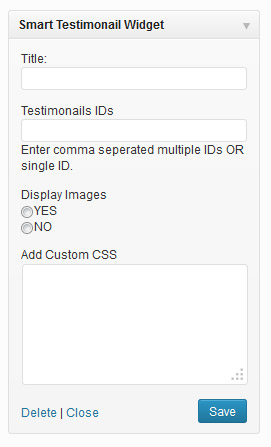 Smart Testimonail Widget
Title:
Testimonails IDs
Enter comma seperated multiple IDs OR
single ID.
Display Images
YES
NO
Add Custom CSS
Delete | Close
Save